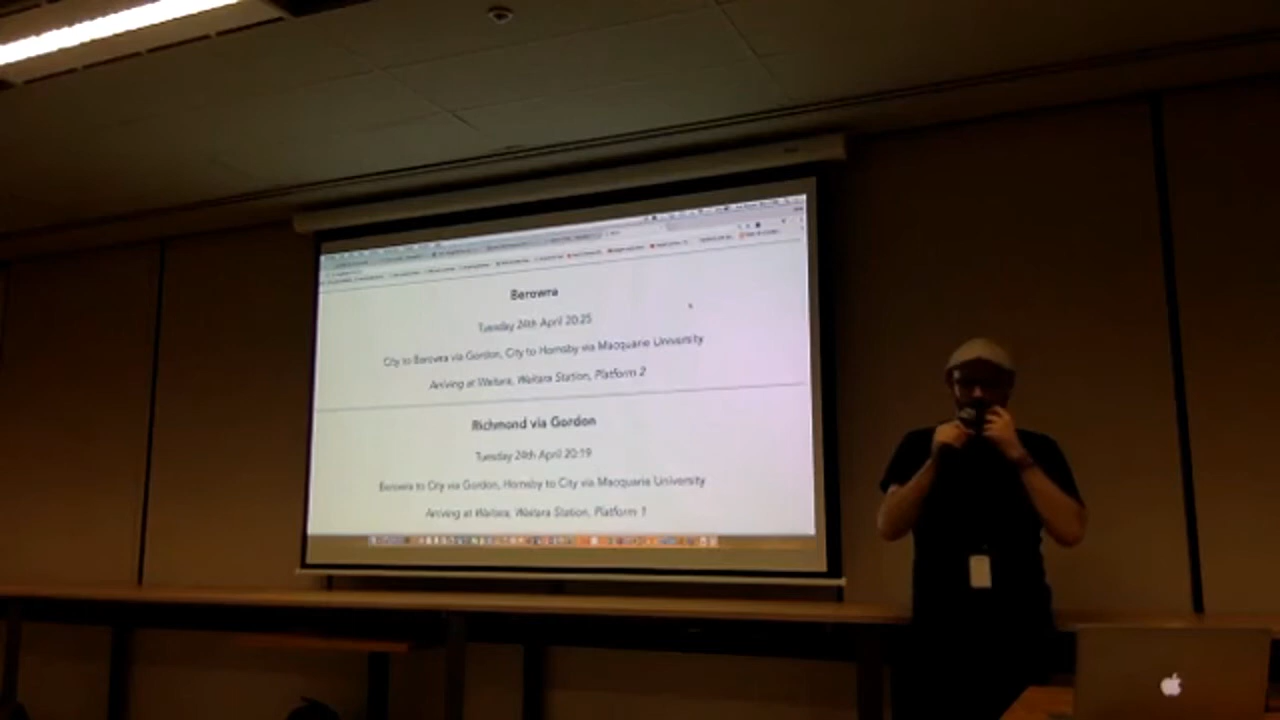 Berowra
Tuesday 24th April 20:25
City to Berowra via Gordon, City to Hornsby via Macquarie University
Arriving at Waitara, Waitara Station, Platform 2
Richmond via Gordon
Tuesday 24th April 20:19
Berowra to City via Gordon, Hornsby to City via Macquarie University
Arriving at Waitara, Waitara Station, Platform 1